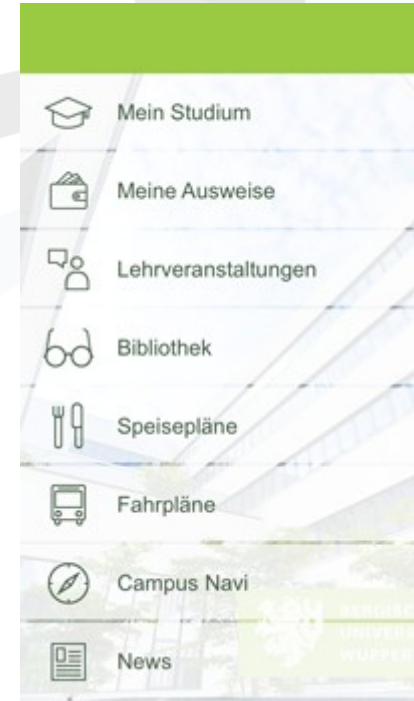 Mein Studium
Meine Ausweise
Lehrveranstaltungen
Bibliothek
Speisepläne
Fahrpläne
Campus Navi
News